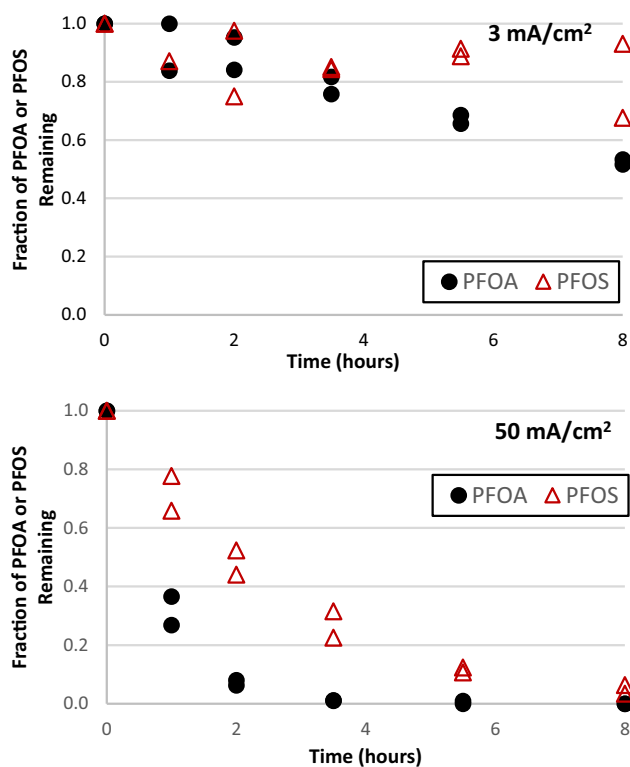 3 mA/cm²
Fraction of PFOA or PFOS
Remaining
1.0
0.8
0.6
0.4
0.2
0.0
PFOA PFOS
0 2 4 6 8
Time (hours)
50 mA/cm²
Fraction of PFOA or PFOS
Remaining
1.0
0.8
0.6
0.4
0.2
0.0
PFOA PFOS
0 2 4 6 8
Time (hours)